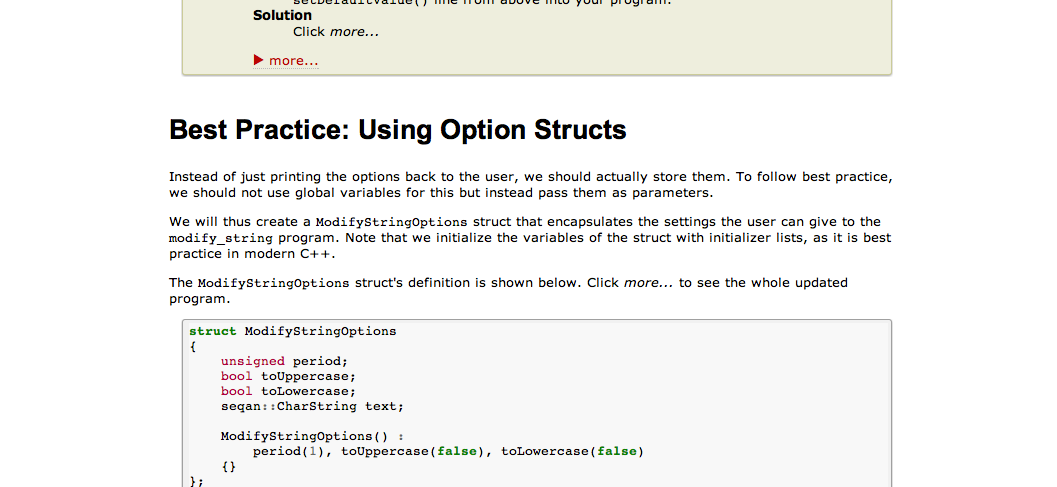 setDefaultValue() line from above into your program.
Solution
Click more...
▶ more...
Best Practice: Using Option Structs
Instead of just printing the options back to the user, we should actually store them. To follow best practice,
we should not use global variables for this but instead pass them as parameters.
We will thus create a ModifyStringOptions struct that encapsulates the settings the user can give to the
modify_string program. Note that we initialize the variables of the struct with initializer lists, as it is best
practice in modern C++.
The ModifyStringOptions struct's definition is shown below. Click more... to see the whole updated
program.
struct ModifyStringOptions
{
    unsigned period;
    bool toUppercase;
    bool toLowercase;
    seqan::CharString text;
    ModifyStringOptions() :
        period(1), toUppercase(false), toLowercase(false)
    {}
};